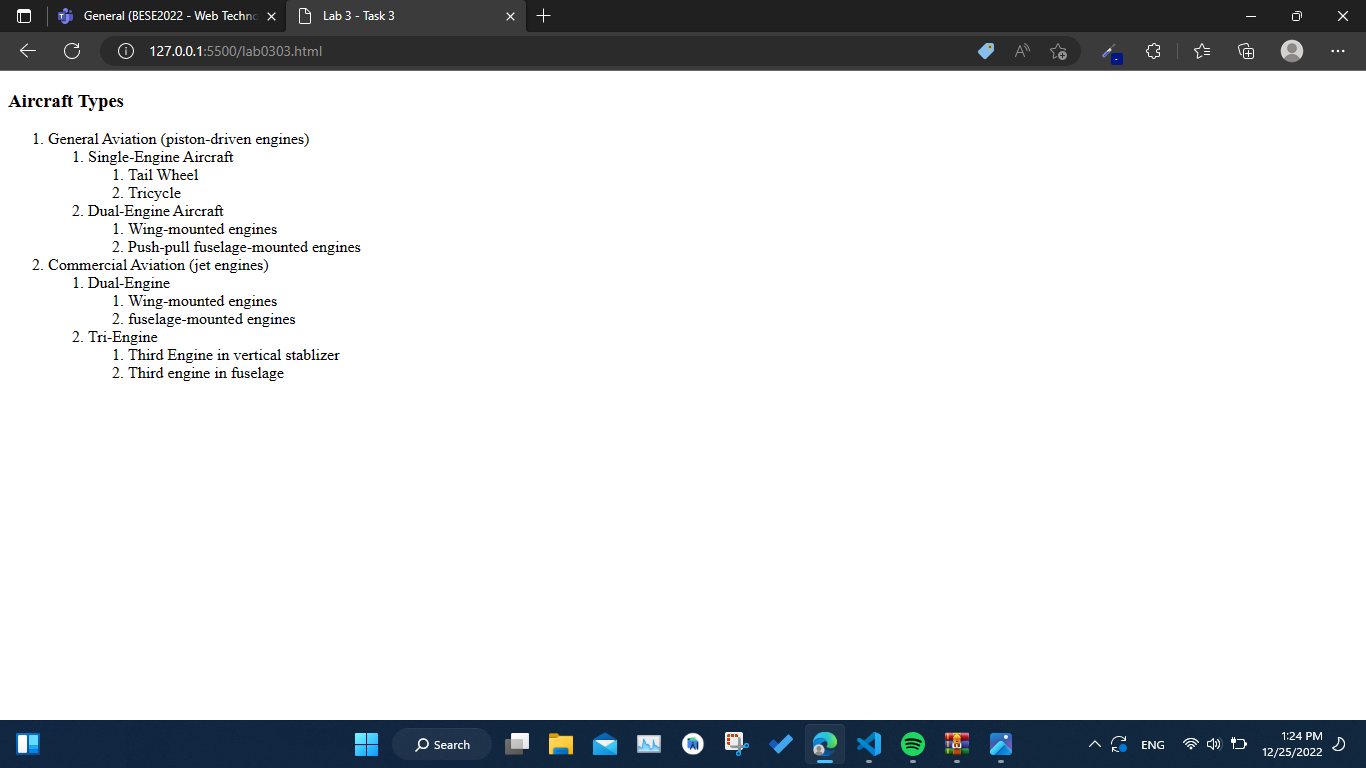 General (BESE2022 - Web Techno
Lab 3 - Task 3
127.0.0.1:5500/lab0303.html
Aircraft Types
1. General Aviation (piston-driven engines)
1. Single-Engine Aircraft
1. Tail Wheel
2. Tricycle
2. Dual-Engine Aircraft
1. Wing-mounted engines
2. Push-pull fuselage-mounted engines
2. Commercial Aviation (jet engines)
1. Dual-Engine
1. Wing-mounted engines
2. fuselage-mounted engines
2. Tri-Engine
1. Third Engine in vertical stablizer
2. Third engine in fuselage
Search
ENG
1:24 PM
12/25/2022